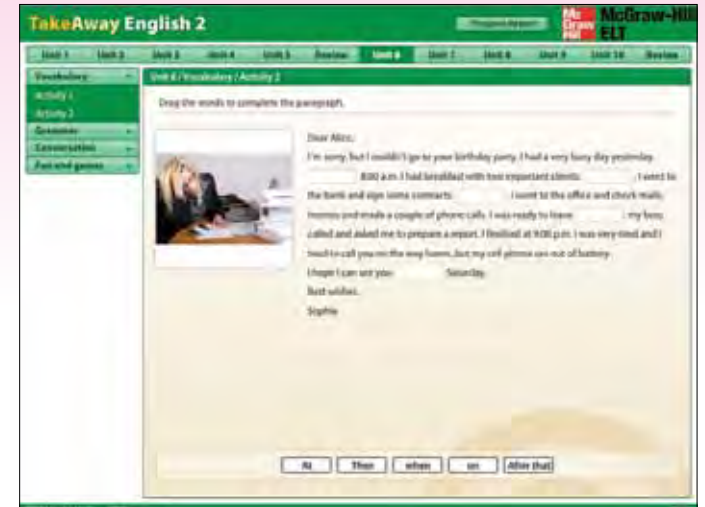 TakeAway English 2
Progress Report
Mc Graw Hill
McGraw-Hill
ELT
Unit 1 Unit 2 Unit 3 Unit 4 Unit 5 Review Unit 6 Unit 7 Unit 8 Unit 9 Unit 10 Review
Vocabulary
Unit 6 / Vocabulary / Activity 2
Activity 1
Activity 2
Grammar
Conversation
Fun and games
Drag the words to complete the paragraph.
Dear Alice,
I'm sorry, but I couldn't go to your birthday party. I had a very busy day yesterday.
8:00 a.m. I had breakfast with two important clients. , I went to
the bank and sign some contracts. I went to the office and check mails,
memos and made a couple of phone calls. I was ready to leave , my boss
called and asked me to prepare a report. I finished at 9:00 p.m. I was very tired and I
tried to call you on the way home, but my cell phone ran out of battery.
I hope I can see you Saturday.
Best wishes,
Sophie
At Then when on After that